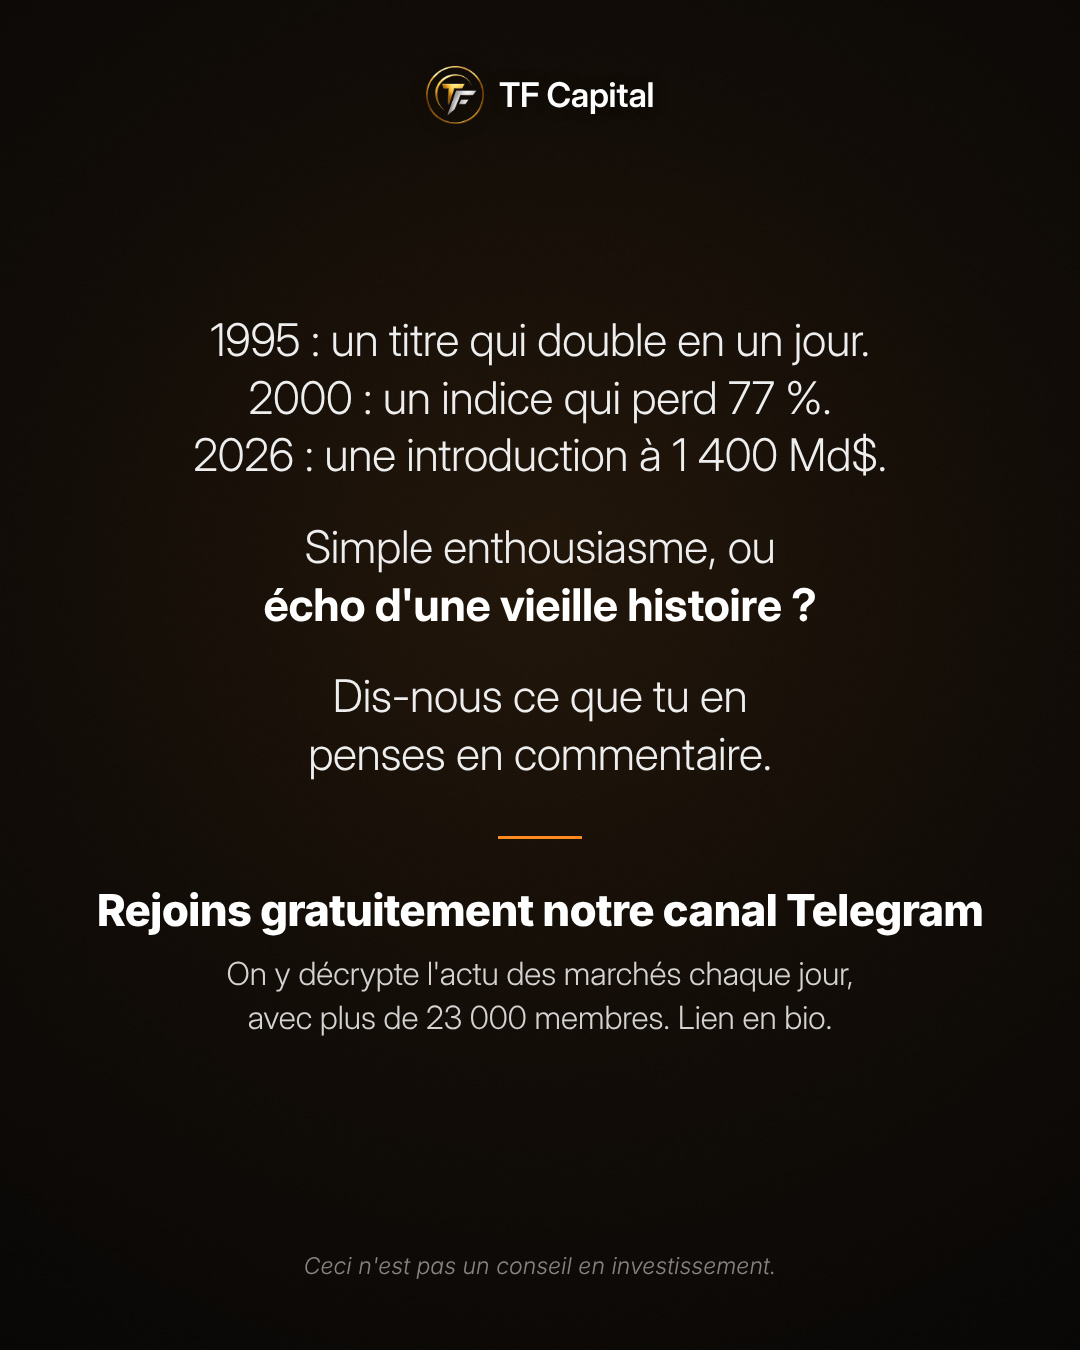 TF TF Capital
1995 : un titre qui double en un jour.
2000 : un indice qui perd 77 %.
2026 : une introduction à 1 400 Md$.
Simple enthousiasme, ou
écho d'une vieille histoire ?
Dis-nous ce que tu en
penses en commentaire.
Rejoins gratuitement notre canal Telegram
On y décrypte l'actu des marchés chaque jour,
avec plus de 23 000 membres. Lien en bio.
Ceci n'est pas un conseil en investissement.